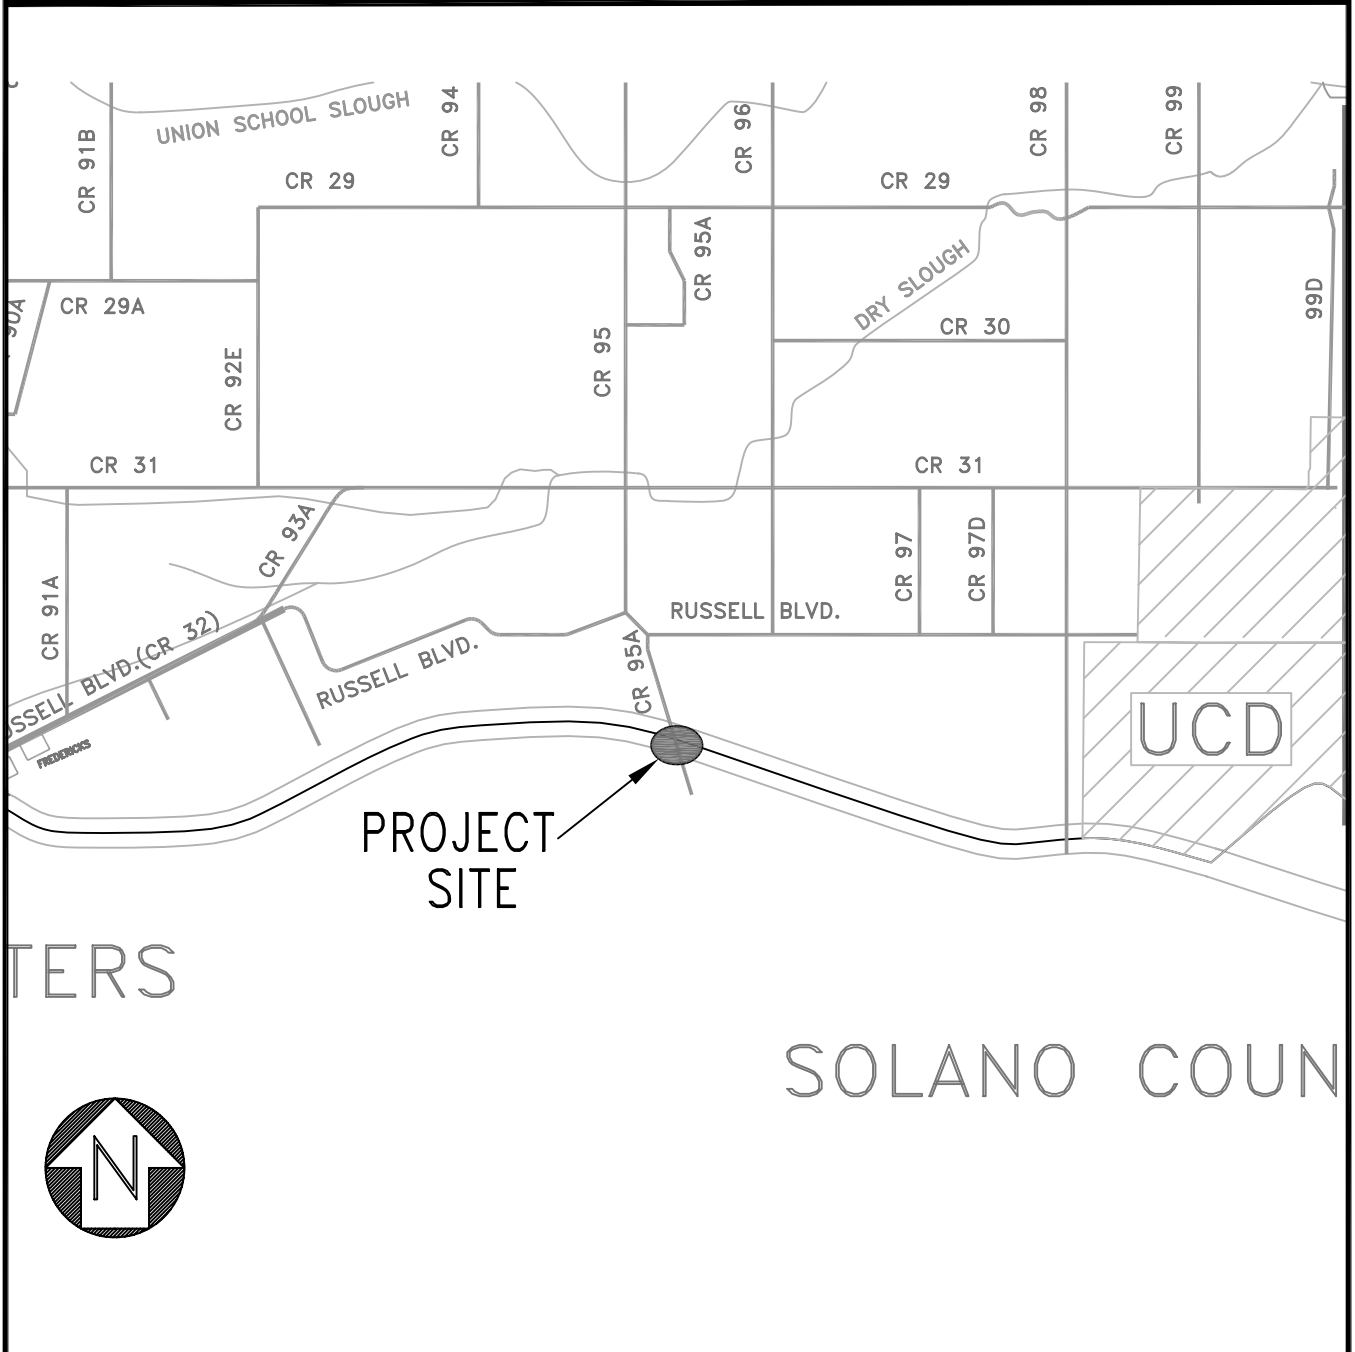 CR 91B
UNION SCHOOL SLOUGH
CR 94
CR 96
CR 98
CR 99
CR 29
CR 29
CR 95A
DRY SLOUGH
CR 29A
CR 30
99D
CR 92E
CR 95
CR 31
CR 31
CR 93A
CR 97
CR 97D
CR 91A
RUSSELL BLVD.
USSELL BLVD.(CR 32)
RUSSELL BLVD.
CR 95A
FREDERICKS
UCD
PROJECT
SITE
TERS
SOLANO COUN
N